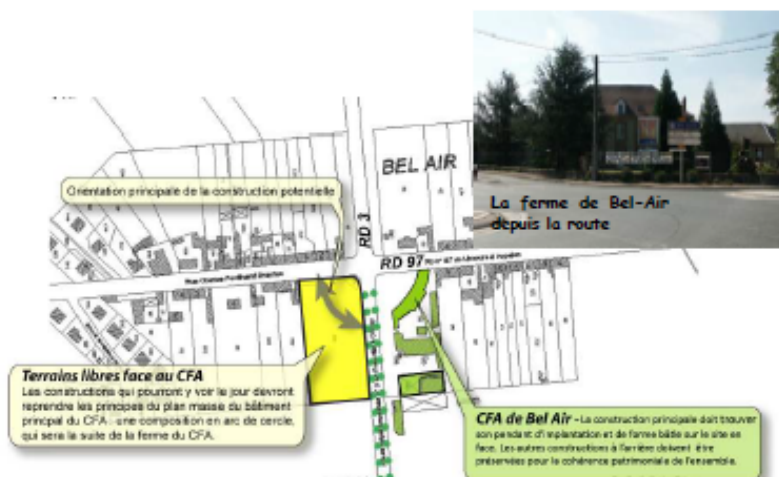 La ferme de Bel-Air
depuis la route
BEL AIR
Orientation principale de la construction potentielle
RD 3
RD 97
Terrains libres face au CFA
Les constructions qui pourront y voir le jour devront
reprendre les principes du plan masse du bâtiment
principal du CFA - une composition en arc de cercle,
qui sera la suite de la ferme du CFA.
CFA de Bel Air - La construction principale doit trouver
son pendant d'implantation et de forme bâtie sur le site en
face. Les autres constructions à l'arrière doivent être
préservées pour la cohérence patrimoniale de l'ensemble.